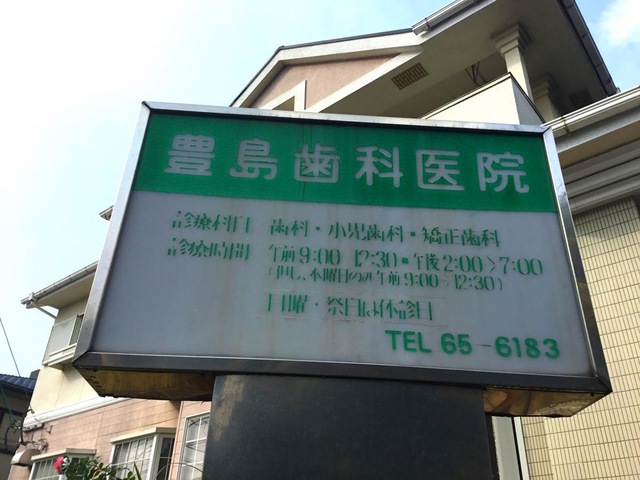 豊島歯科医院
診療科目 歯科・小児歯科・矯正歯科
診療時間 午前9:00-12:30・午後2:00>7:00
(但し、木曜日のみ午前9:00-12:30)
日曜・祭日は休診日
TEL 65-6183